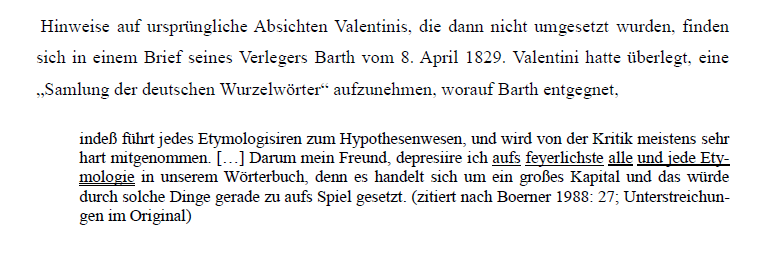 Hinweise auf ursprüngliche Absichten Valentinis, die dann nicht umgesetzt wurden, finden
sich in einem Brief seines Verlegers Barth vom 8. April 1829. Valentini hatte überlegt, eine
„Samlung der deutschen Wurzelwörter“ aufzunehmen, worauf Barth entgegnet,
indeß führt jedes Etymologisiren zum Hypothesenwesen, und wird von der Kritik meistens sehr
hart mitgenommen. […] Darum mein Freund, depresiire ich aufs feyerlichste alle und jede Ety-
mologie in unserem Wörterbuch, denn es handelt sich um ein großes Kapital und das würde
durch solche Dinge gerade zu aufs Spiel gesetzt. (zitiert nach Boerner 1988: 27; Unterstreichun-
gen im Original)